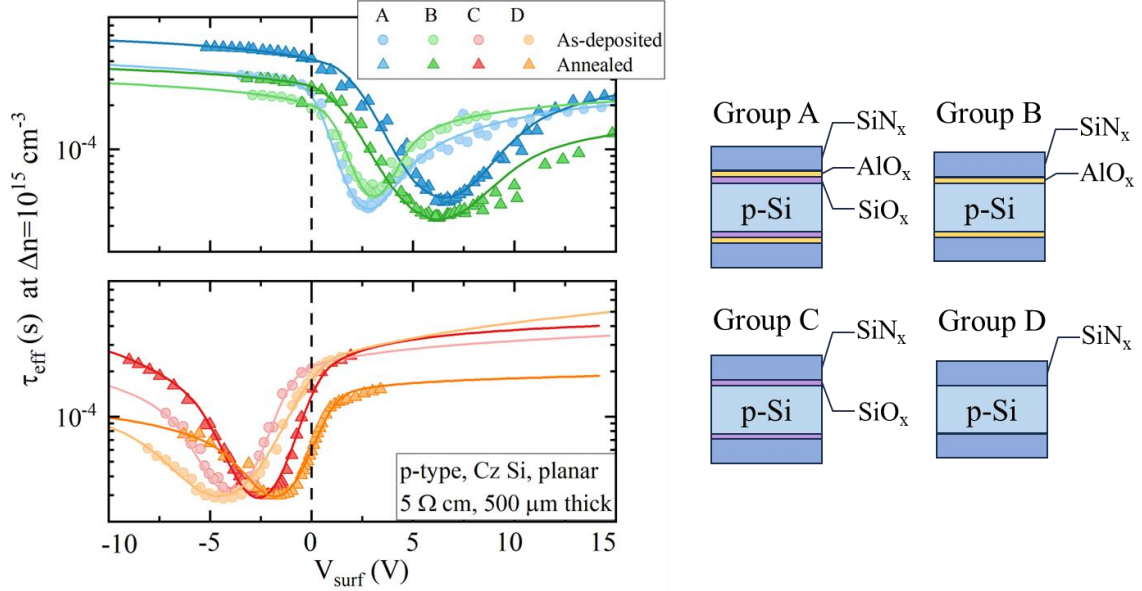 A B C D
As-deposited
Annealed
10⁻⁴
10⁻⁴
τeff (s) at Δn=10¹⁵ cm⁻³
p-type, Cz Si, planar
5 Ω cm, 500 μm thick
-10 -5 0 5 10 15
Vsurf (V)
Group A
SiNx
AlOx
SiOx
p-Si
Group B
SiNx
AlOx
p-Si
Group C
SiNx
SiOx
p-Si
Group D
SiNx
p-Si